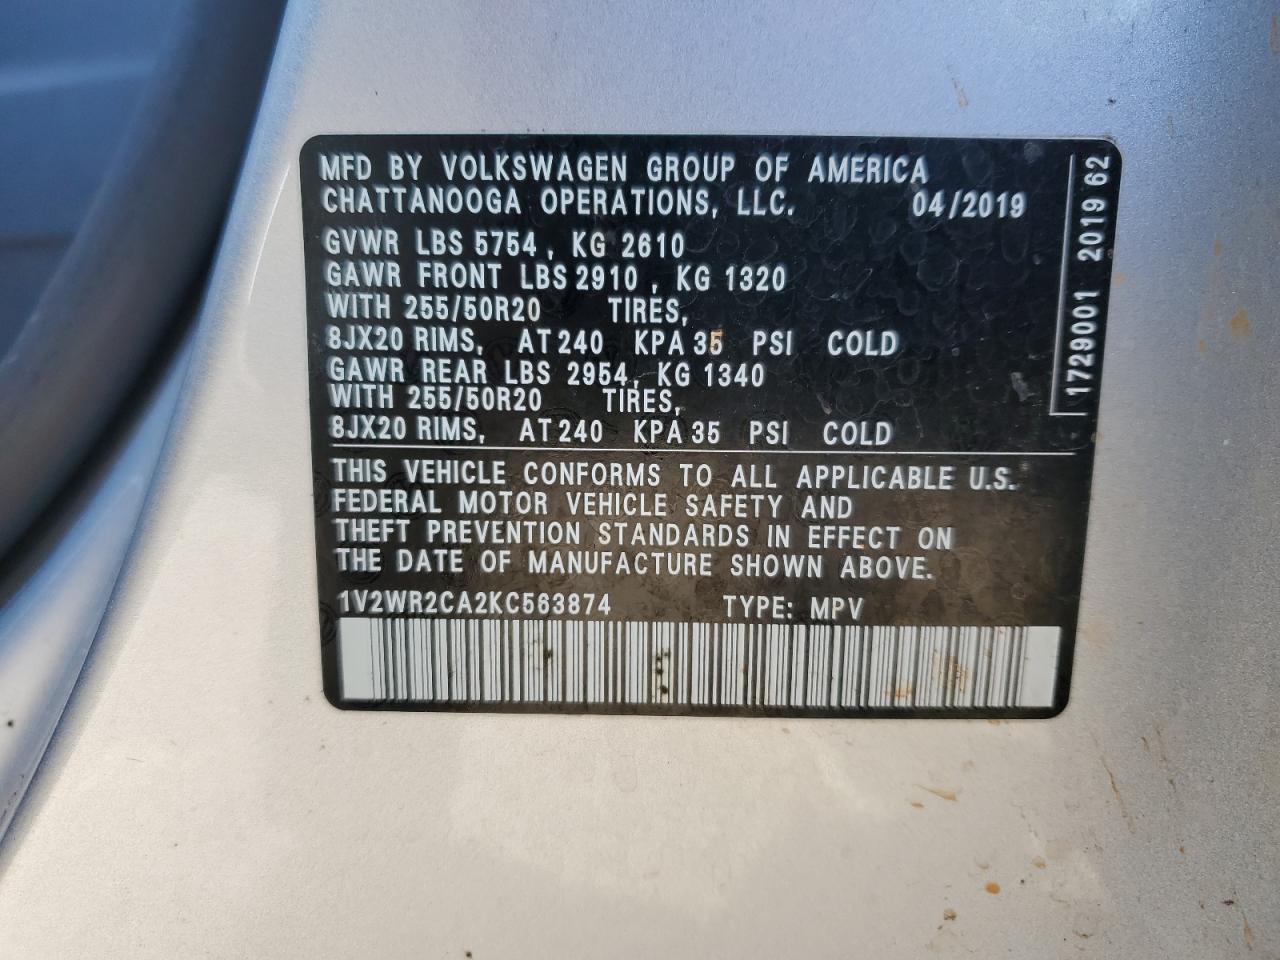 MFD BY VOLKSWAGEN GROUP OF AMERICA
CHATTANOOGA OPERATIONS, LLC. 04/2019
GVWR LBS 5754, KG 2610
GAWR FRONT LBS 2910, KG 1320
WITH 255/50R20 TIRES,
8JX20 RIMS, AT 240 KPA 35 PSI COLD
GAWR REAR LBS 2954, KG 1340
WITH 255/50R20 TIRES,
8JX20 RIMS, AT 240 KPA 35 PSI COLD
THIS VEHICLE CONFORMS TO ALL APPLICABLE U.S.
FEDERAL MOTOR VEHICLE SAFETY AND
THEFT PREVENTION STANDARDS IN EFFECT ON
THE DATE OF MANUFACTURE SHOWN ABOVE.
1V2WR2CA2KC563874 TYPE: MPV
1729001 2019 62